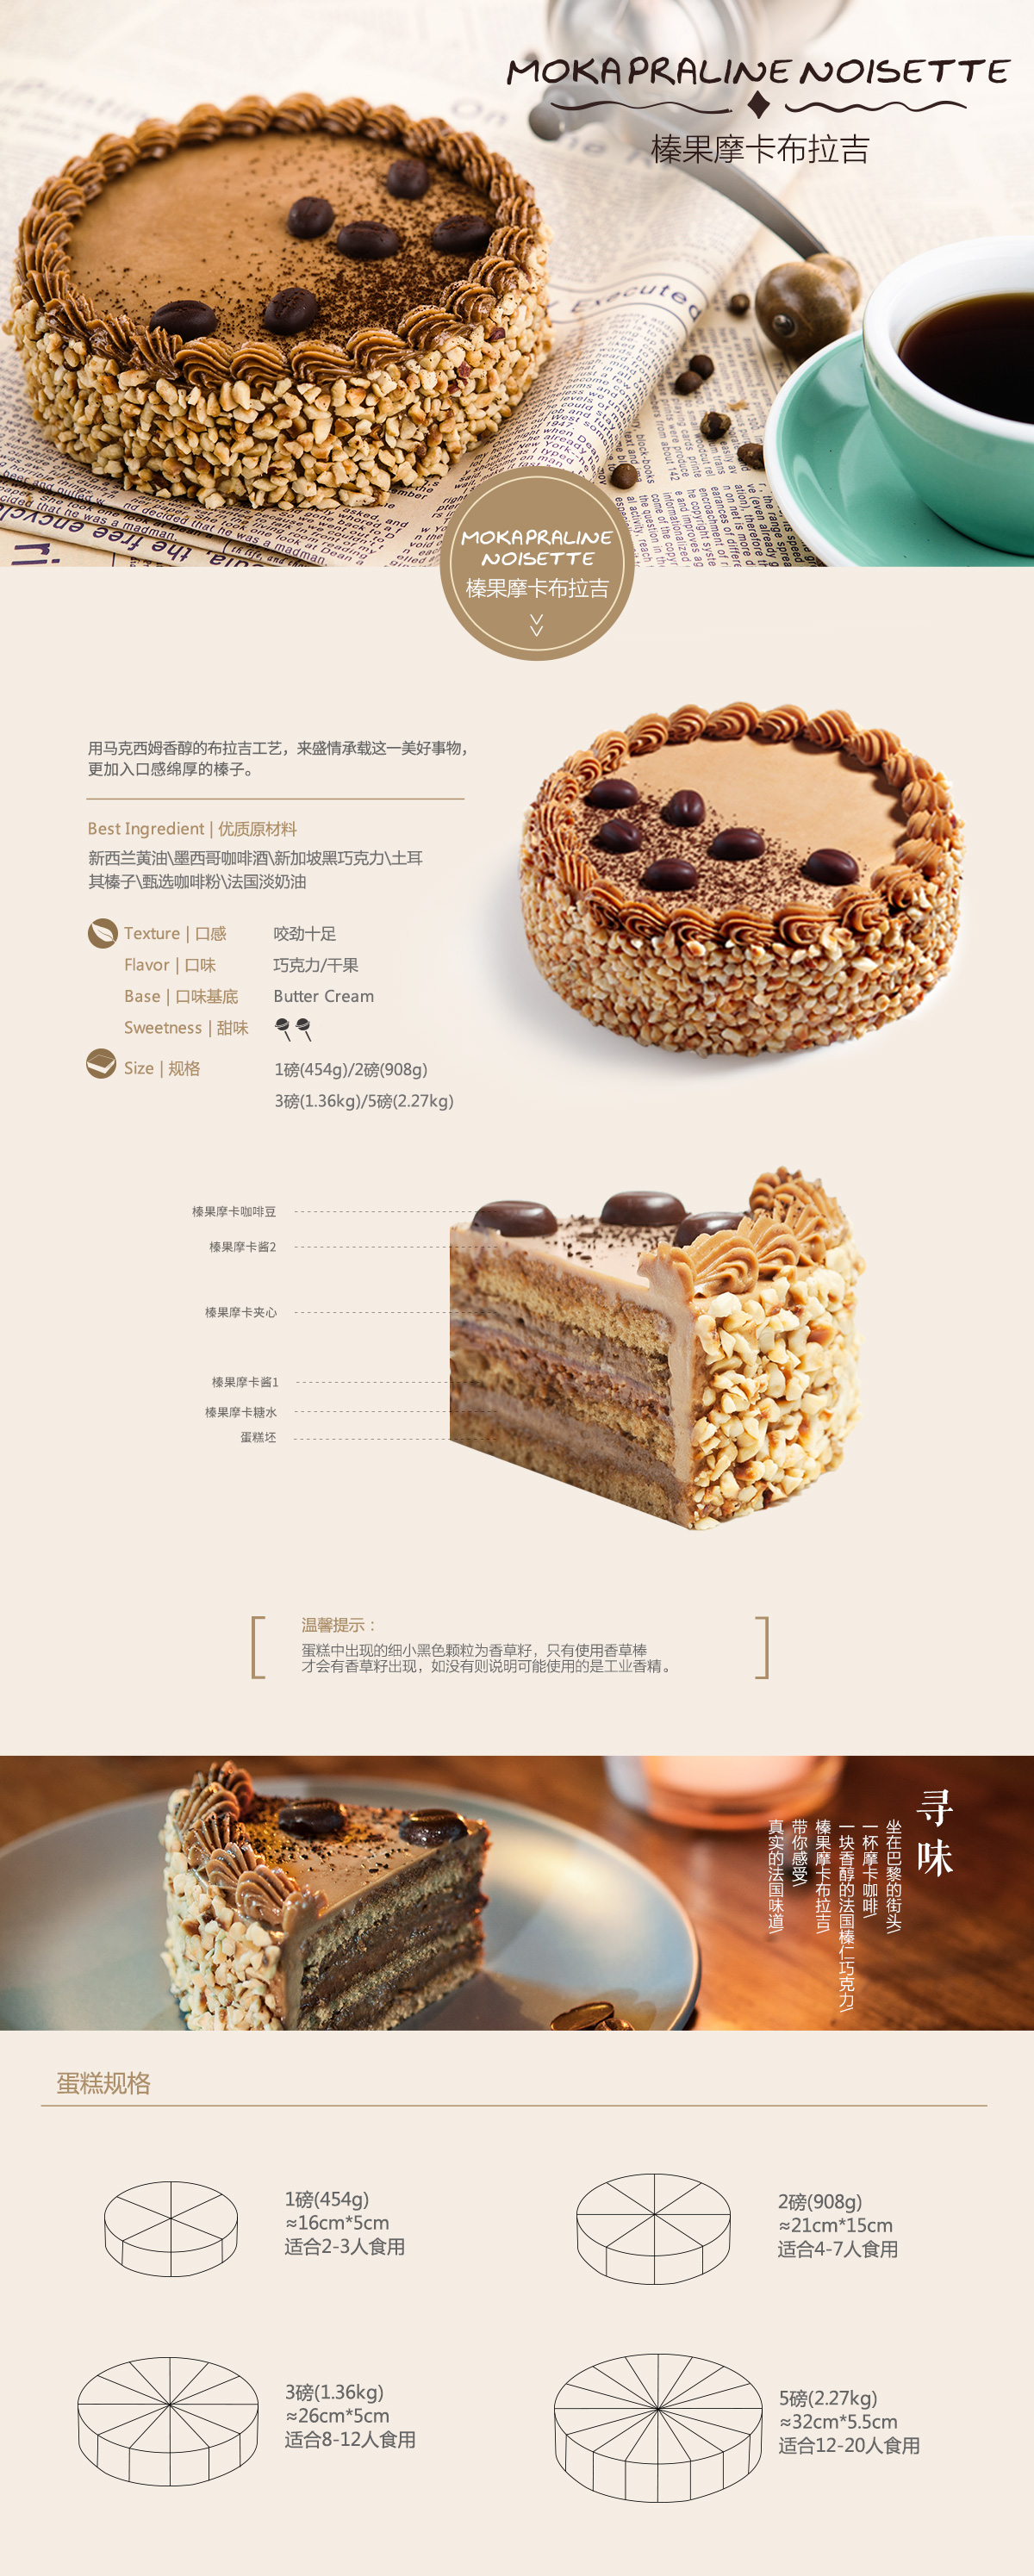 MOKA PRALINE NOISETTE
榛果摩卡布拉吉
Executed
MOKA PRALINE
NOISETTE
榛果摩卡布拉吉
用马克西姆香醇的布拉吉工艺，来盛情承载这一美好事物，
更加入口感绵厚的榛子。
Best Ingredient | 优质原材料
新西兰黄油\墨西哥咖啡酒\新加坡黑巧克力\土耳
其榛子\甄选咖啡粉\法国淡奶油
Texture | 口感 咬劲十足
Flavor | 口味 巧克力/干果
Base | 口味基底 Butter Cream
Sweetness | 甜味
Size | 规格 1磅(454g)/2磅(908g)
3磅(1.36kg)/5磅(2.27kg)
榛果摩卡咖啡豆
榛果摩卡酱2
榛果摩卡夹心
榛果摩卡酱1
榛果摩卡糖水
蛋糕坯
温馨提示：
蛋糕中出现的细小黑色颗粒为香草籽，只有使用香草棒
才会有香草籽出现，如没有则说明可能使用的是工业香精。
寻味
坐在巴黎的街头/
一杯摩卡咖啡/
一块香醇的法国榛仁巧克力/
榛果摩卡布拉吉/
带你感受/
真实的法国味道/
蛋糕规格
1磅(454g)
≈16cm*5cm
适合2-3人食用
2磅(908g)
≈21cm*15cm
适合4-7人食用
3磅(1.36kg)
≈26cm*5cm
适合8-12人食用
5磅(2.27kg)
≈32cm*5.5cm
适合12-20人食用